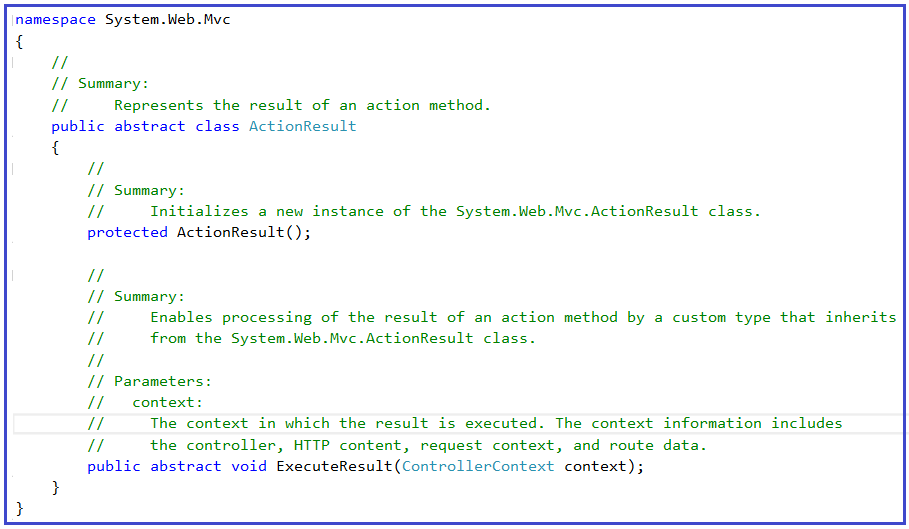 namespace System.Web.Mvc
{
    //
    // Summary:
    //     Represents the result of an action method.
    public abstract class ActionResult
    {
        //
        // Summary:
        //     Initializes a new instance of the System.Web.Mvc.ActionResult class.
        protected ActionResult();

        //
        // Summary:
        //     Enables processing of the result of an action method by a custom type that inherits
        //     from the System.Web.Mvc.ActionResult class.
        //
        // Parameters:
        //   context:
        //     The context in which the result is executed. The context information includes
        //     the controller, HTTP content, request context, and route data.
        public abstract void ExecuteResult(ControllerContext context);
    }
}